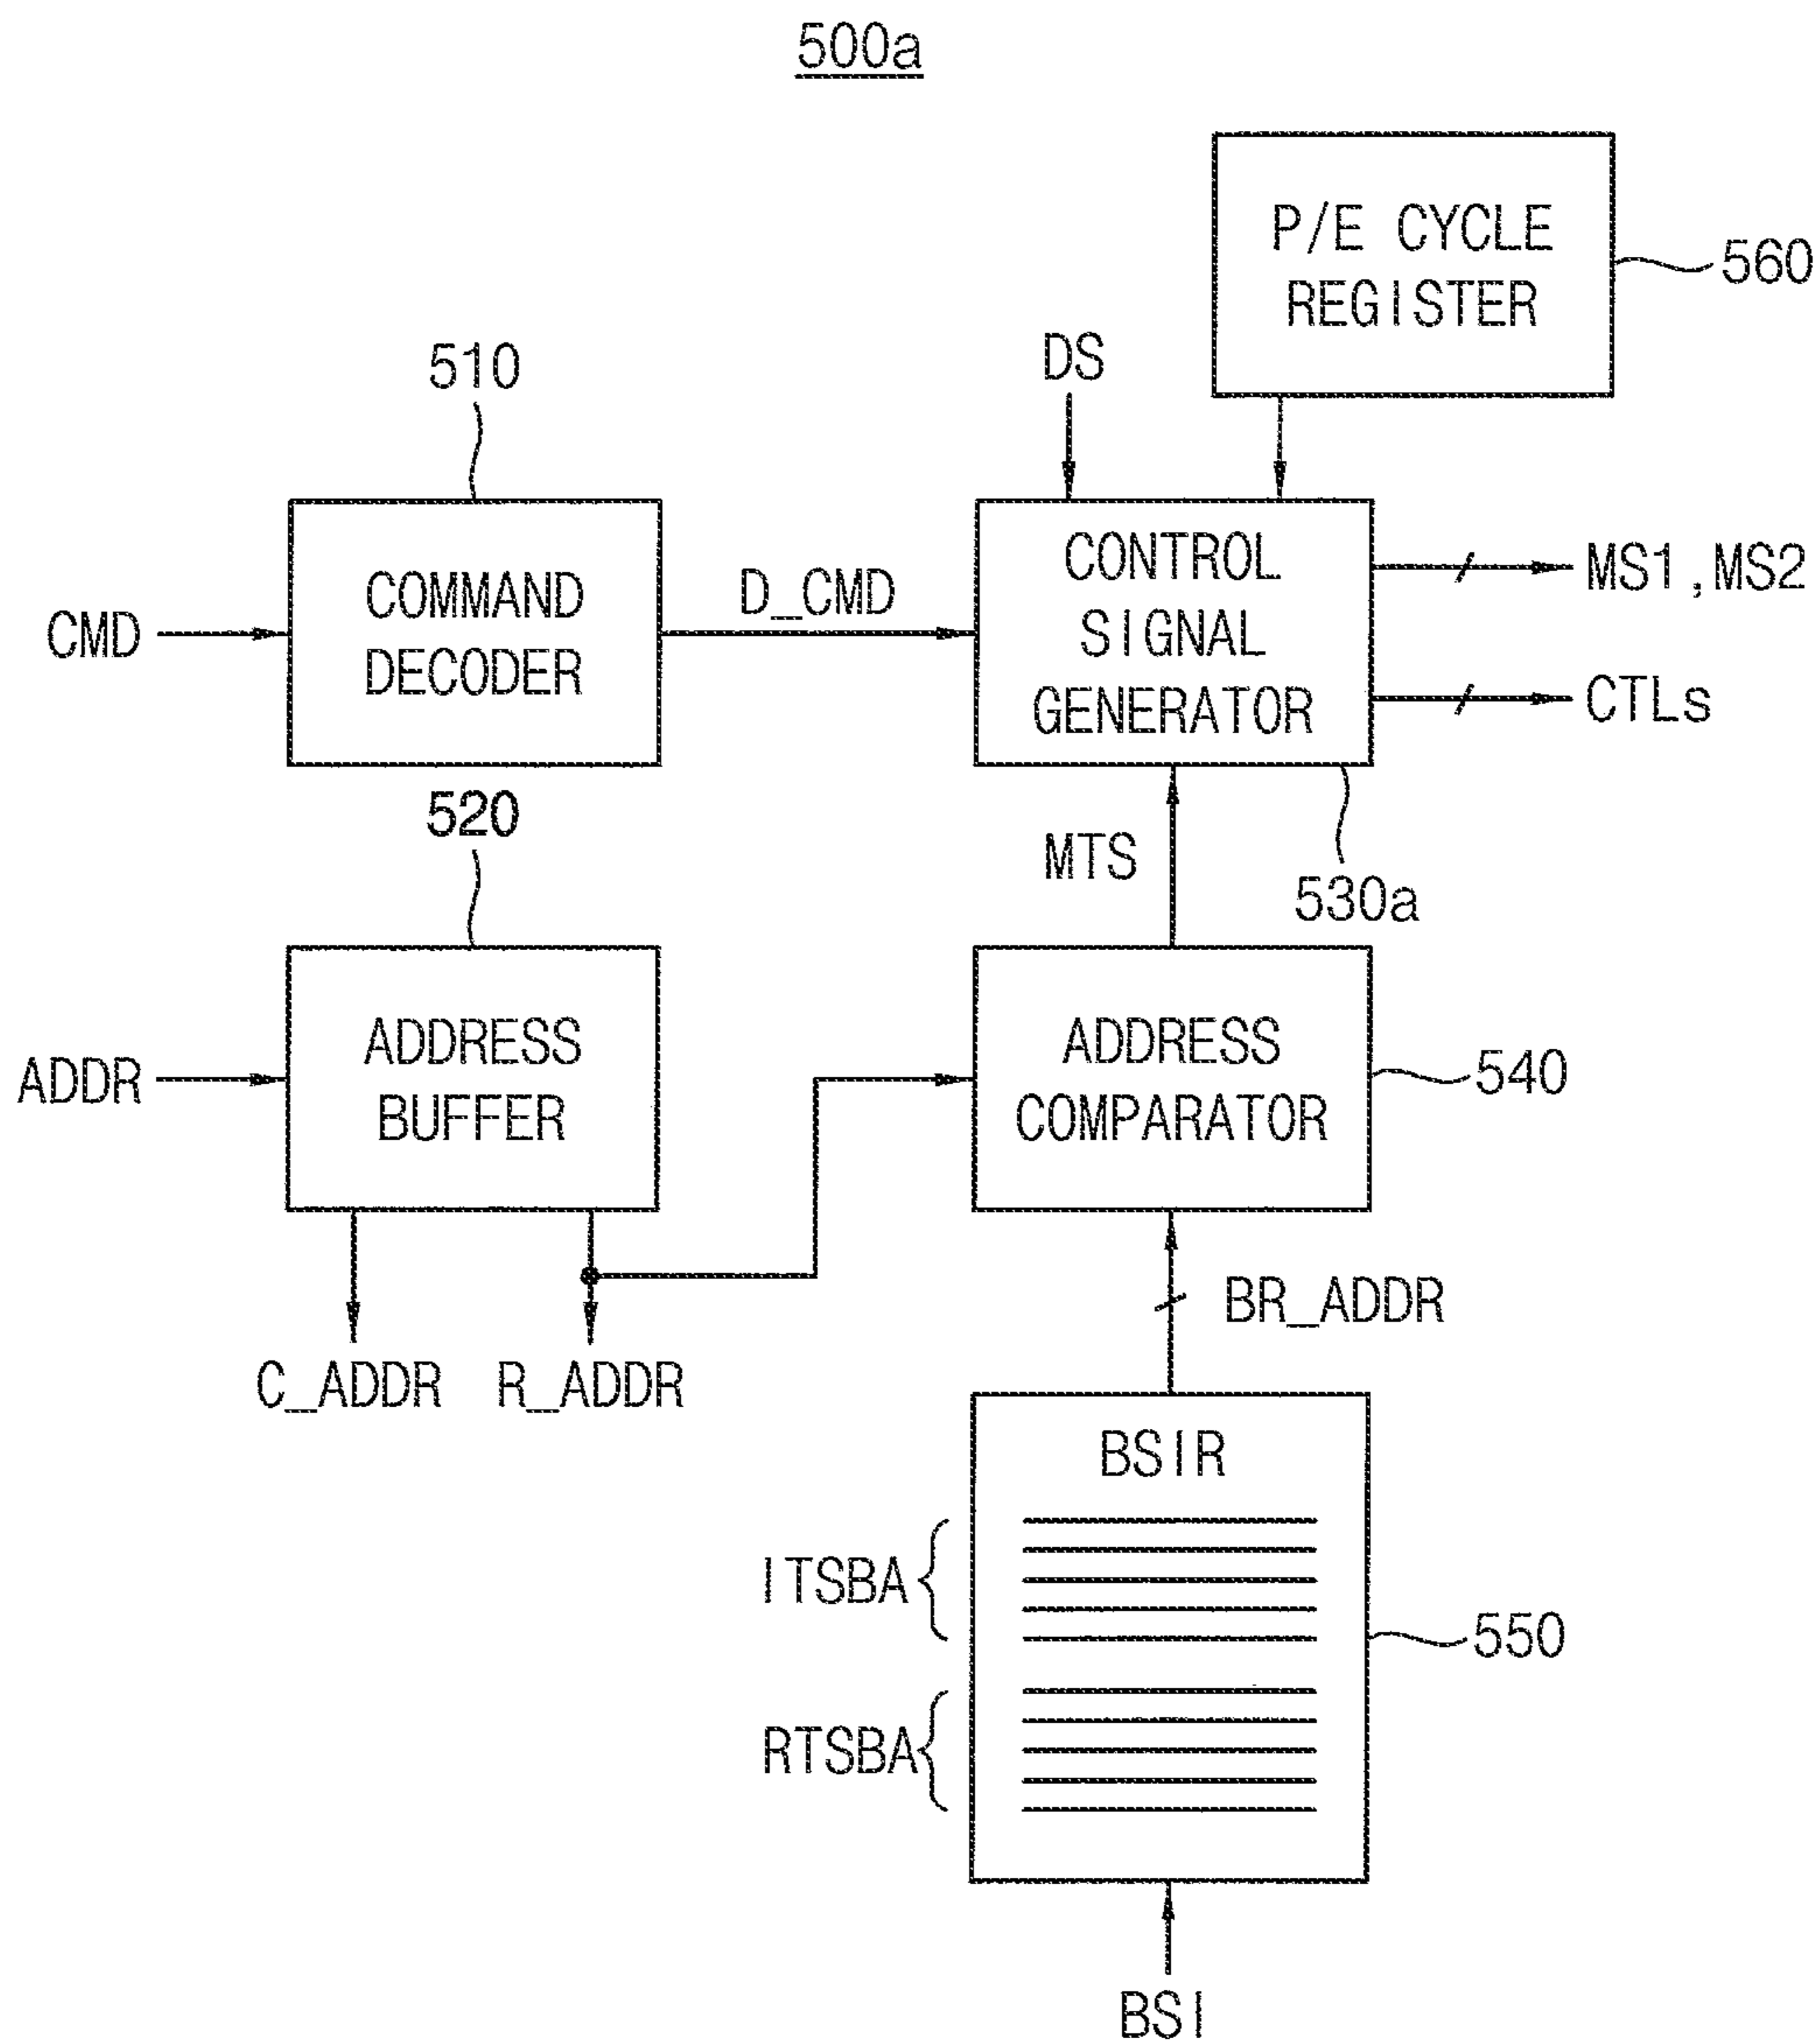 500a
P/E CYCLE
REGISTER
560
DS
510
COMMAND
DECODER
CMD
D_CMD
CONTROL
SIGNAL
GENERATOR
MS1,MS2
CTLs
520
MTS
530a
ADDRESS
BUFFER
ADDR
ADDRESS
COMPARATOR
540
C_ADDR
R_ADDR
BR_ADDR
BSIR
ITSBA
RTSBA
550
BSI